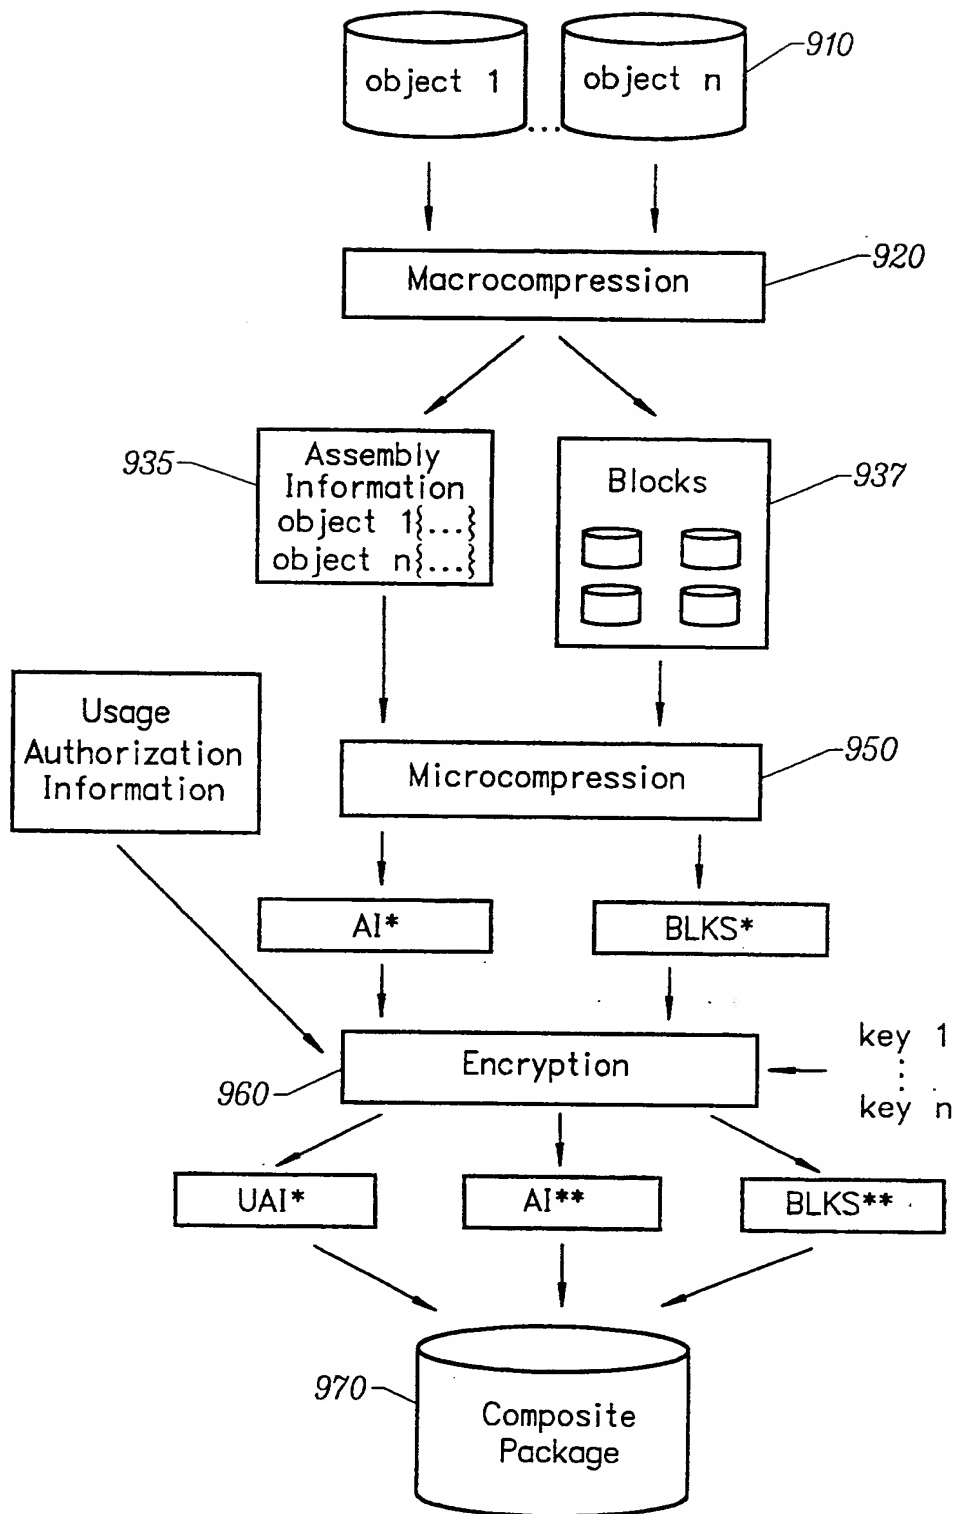 910
object 1 ... object n
920
Macrocompression
935
Assembly
Information
object 1{...}
object n{...}
937
Blocks
Usage
Authorization
Information
950
Microcompression
AI*
BLKS*
key 1
:
key n
Encryption
960
UAI*
AI**
BLKS**
970
Composite
Package